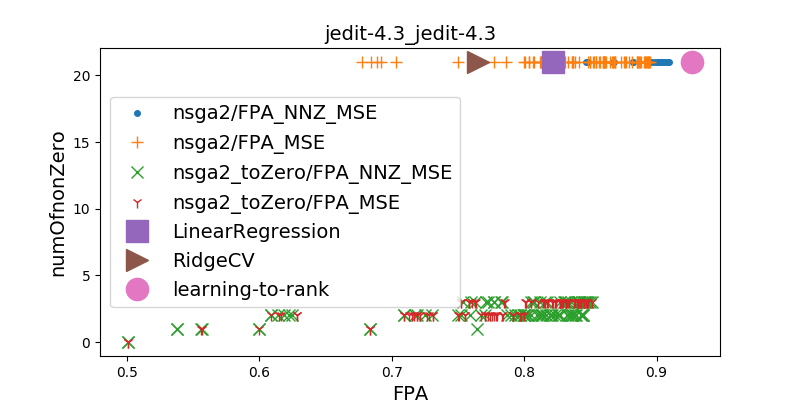 jedit-4.3_jedit-4.3
numOfnonZero
20
15
10
5
0
nsga2/FPA_NNZ_MSE
nsga2/FPA_MSE
nsga2_toZero/FPA_NNZ_MSE
nsga2_toZero/FPA_MSE
LinearRegression
RidgeCV
learning-to-rank
0.5 0.6 0.7 0.8 0.9
FPA